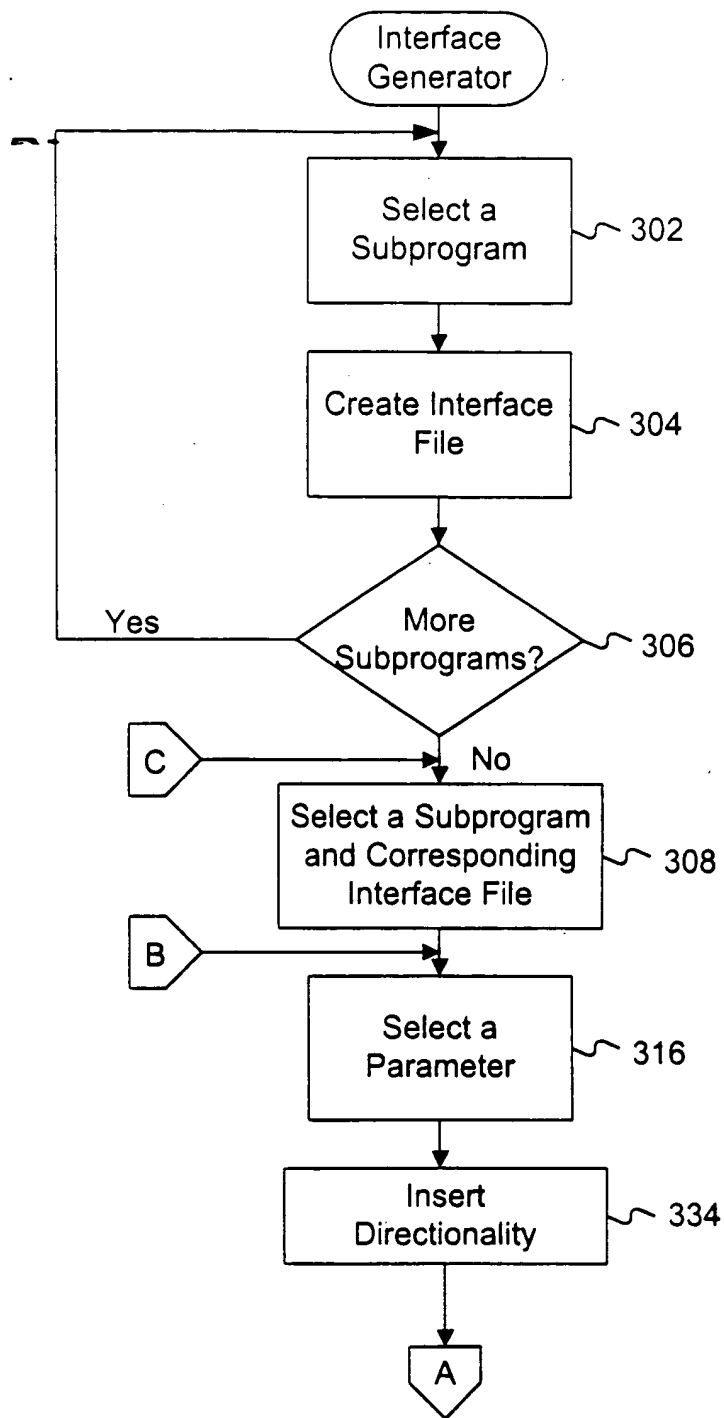 Interface
Generator
Select a
Subprogram
302
Create Interface
File
304
Yes
More
Subprograms?
306
C
No
Select a Subprogram
and Corresponding
Interface File
308
B
Select a
Parameter
316
Insert
Directionality
334
A